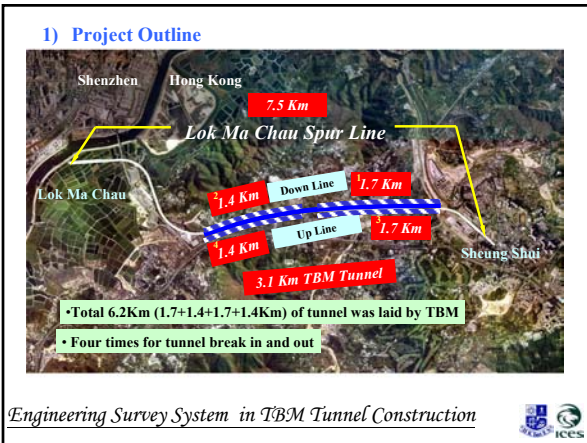 1) Project Outline
Shenzhen
Hong Kong
7.5 Km
Lok Ma Chau Spur Line
Lok Ma Chau
2 1.4 Km
Down Line
1 1.7 Km
4 1.4 Km
Up Line
3 1.7 Km
Sheung Shui
3.1 Km TBM Tunnel
•Total 6.2Km (1.7+1.4+1.7+1.4Km) of tunnel was laid by TBM
• Four times for tunnel break in and out
Engineering Survey System in TBM Tunnel Construction
ices